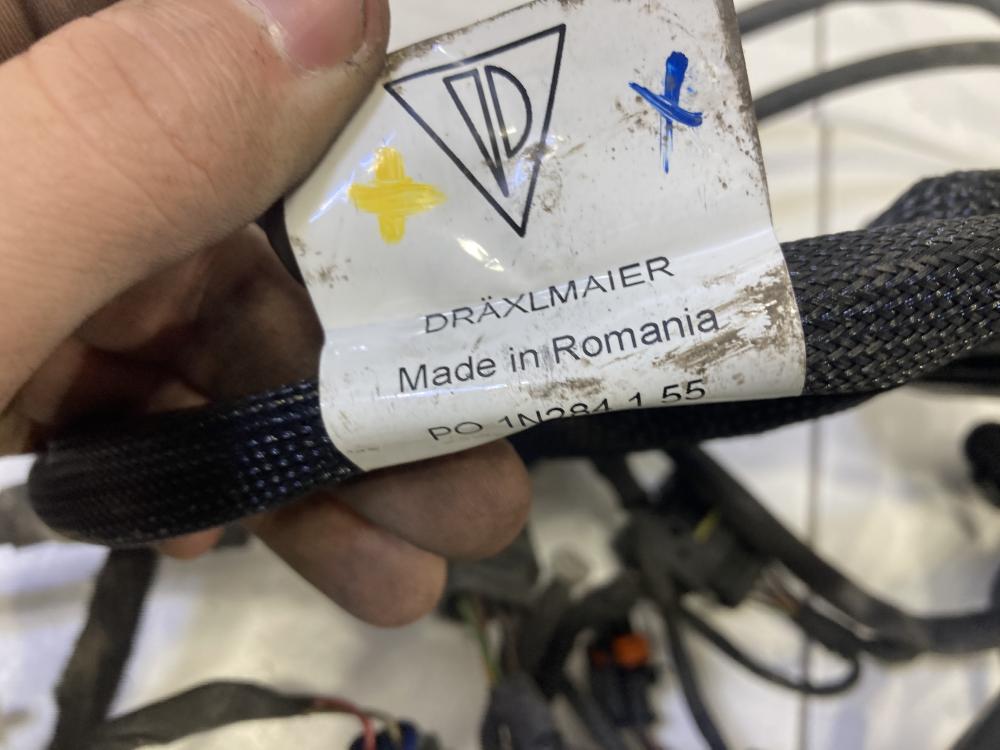 D
DRÄXLMAIER
Made in Romania
PO 1N284 1 55